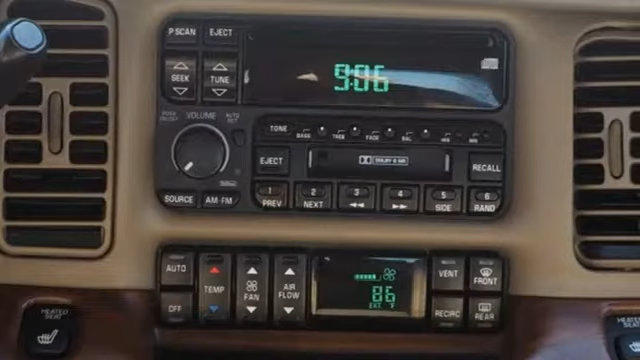 P SCAN EJECT
9:06
SEEK TUNE
VOLUME
TONE
BASS TREB FADE BAL
EJECT
DOLBY B NR
RECALL
SOURCE AM-FM
1 2 3 4 5 6
PREV NEXT ◄◄ ►► SIDE RAND
AUTO
TEMP
FAN
AIR
FLOW
OFF
86
EXT F
VENT
FRONT
RECIRC
REAR
HEATED
SEAT
HEATED
SEAT